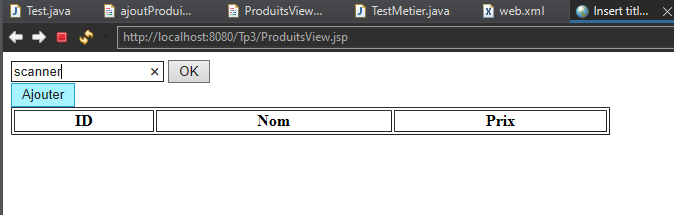 Test.java ajoutProdui... ProduitsView... TestMetier.java web.xml Insert titl...
http://localhost:8080/Tp3/ProduitsView.jsp
scanner × OK
Ajouter
ID Nom Prix